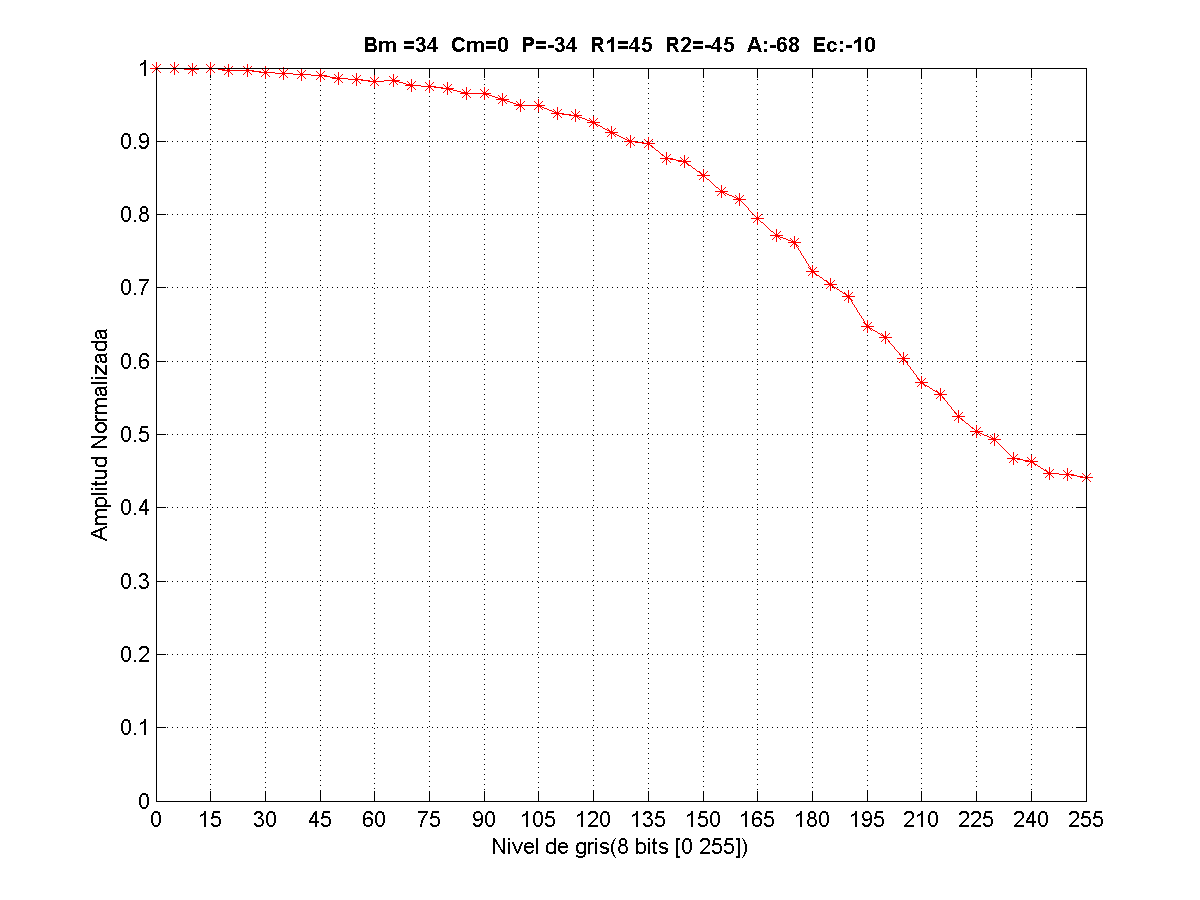 Bm =34 Cm=0 P=-34 R1=45 R2=-45 A:-68 Ec:-10
1
0.9
0.8
0.7
0.6
0.5
0.4
0.3
0.2
0.1
0
Amplitud Normalizada
0 15 30 45 60 75 90 105 120 135 150 165 180 195 210 225 240 255
Nivel de gris(8 bits [0 255])